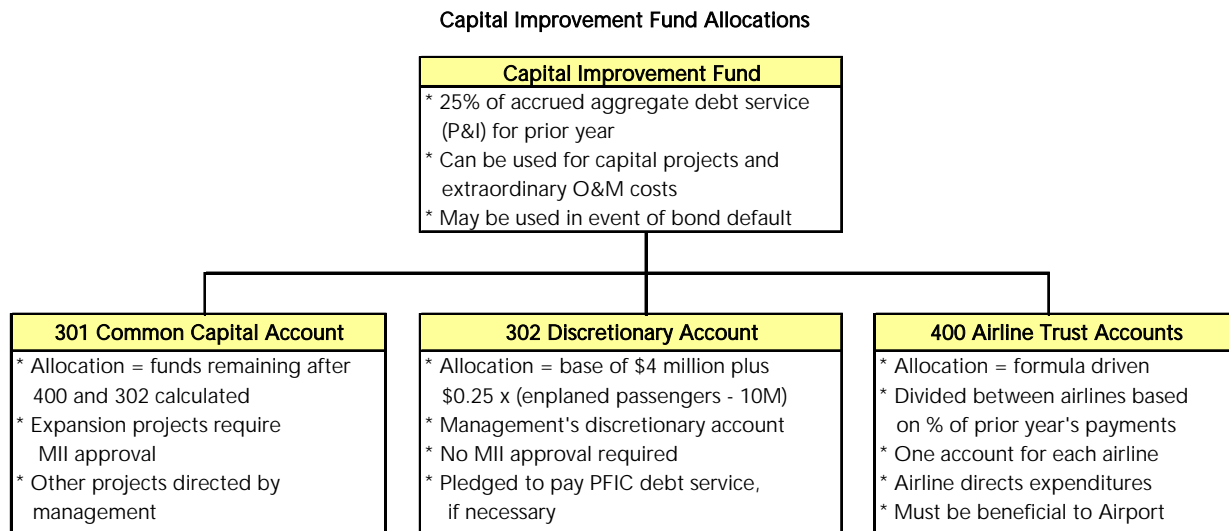 Capital Improvement Fund Allocations
Capital Improvement Fund
* 25% of accrued aggregate debt service
(P&I) for prior year
* Can be used for capital projects and
extraordinary O&M costs
* May be used in event of bond default
301 Common Capital Account
* Allocation = funds remaining after
400 and 302 calculated
* Expansion projects require
MII approval
* Other projects directed by
management
302 Discretionary Account
* Allocation = base of $4 million plus
$0.25 x (enplaned passengers - 10M)
* Management's discretionary account
* No MII approval required
* Pledged to pay PFIC debt service,
if necessary
400 Airline Trust Accounts
* Allocation = formula driven
* Divided between airlines based
on % of prior year's payments
* One account for each airline
* Airline directs expenditures
* Must be beneficial to Airport